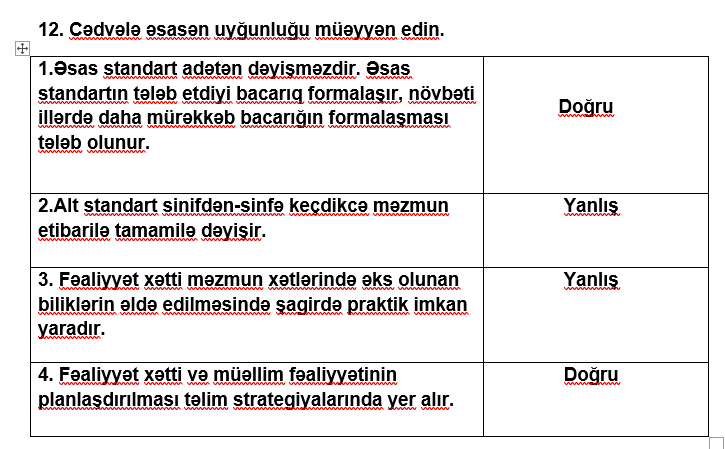 12. Cədvələ əsasən uyğunluğu müəyyən edin.
1.Əsas standart adətən dəyişməzdir. Əsas
standartın tələb etdiyi bacarıq formalaşır, növbəti
illərdə daha mürəkkəb bacarığın formalaşması
tələb olunur.
Doğru
2.Alt standart sinifdən-sinfə keçdikcə məzmun
etibarilə tamamilə dəyişir.
Yanlış
3. Fəaliyyət xətti məzmun xətlərində əks olunan
biliklərin əldə edilməsində şagirdə praktik imkan
yaradır.
Yanlış
4. Fəaliyyət xətti və müəllim fəaliyyətinin
planlaşdırılması təlim strategiyalarında yer alır.
Doğru